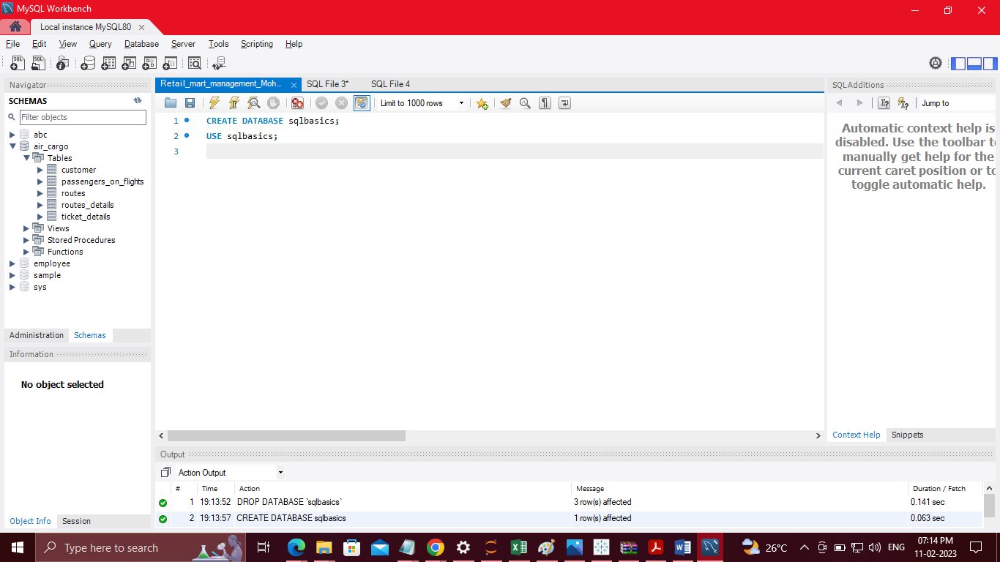 MySQL Workbench
Local instance MySQL80
File Edit View Query Database Server Tools Scripting Help
Navigator
SCHEMAS
Filter objects
abc
air_cargo
Tables
customer
passengers_on_flights
routes
routes_details
ticket_details
Views
Stored Procedures
Functions
employee
sample
sys
Administration Schemas
Information
No object selected
Object Info Session
Retail_mart_management_Moh... SQL File 3* SQL File 4
Limit to 1000 rows
1 CREATE DATABASE sqlbasics;
2 USE sqlbasics;
3
SQLAdditions
Jump to
Automatic context help is
disabled. Use the toolbar to
manually get help for the
current caret position or to
toggle automatic help.
Context Help Snippets
Output
Action Output
# Time Action Message Duration / Fetch
1 19:13:52 DROP DATABASE `sqlbasics` 3 row(s) affected 0.141 sec
2 19:13:57 CREATE DATABASE sqlbasics 1 row(s) affected 0.063 sec
Type here to search
26°C
ENG
07:14 PM
11-02-2023